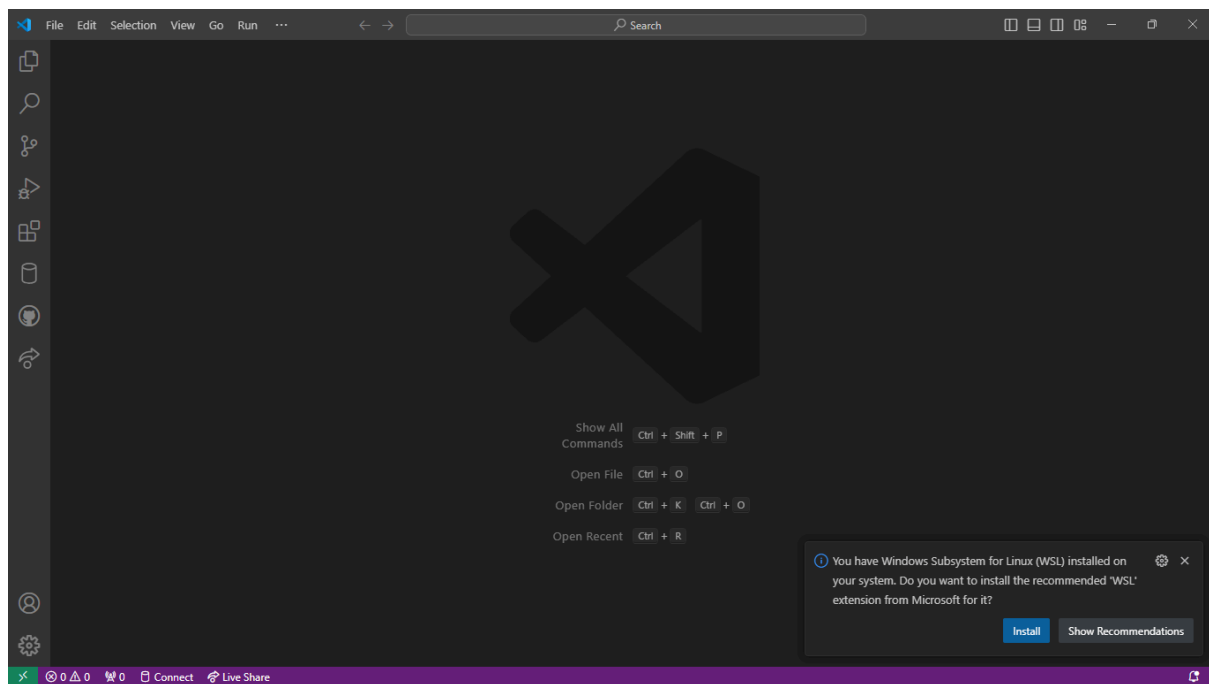 File Edit Selection View Go Run ··· ← → Search
Show All
Commands Ctrl + Shift + P
Open File Ctrl + O
Open Folder Ctrl + K Ctrl + O
Open Recent Ctrl + R
You have Windows Subsystem for Linux (WSL) installed on
your system. Do you want to install the recommended 'WSL'
extension from Microsoft for it?
Install Show Recommendations
0 0 0 Connect Live Share